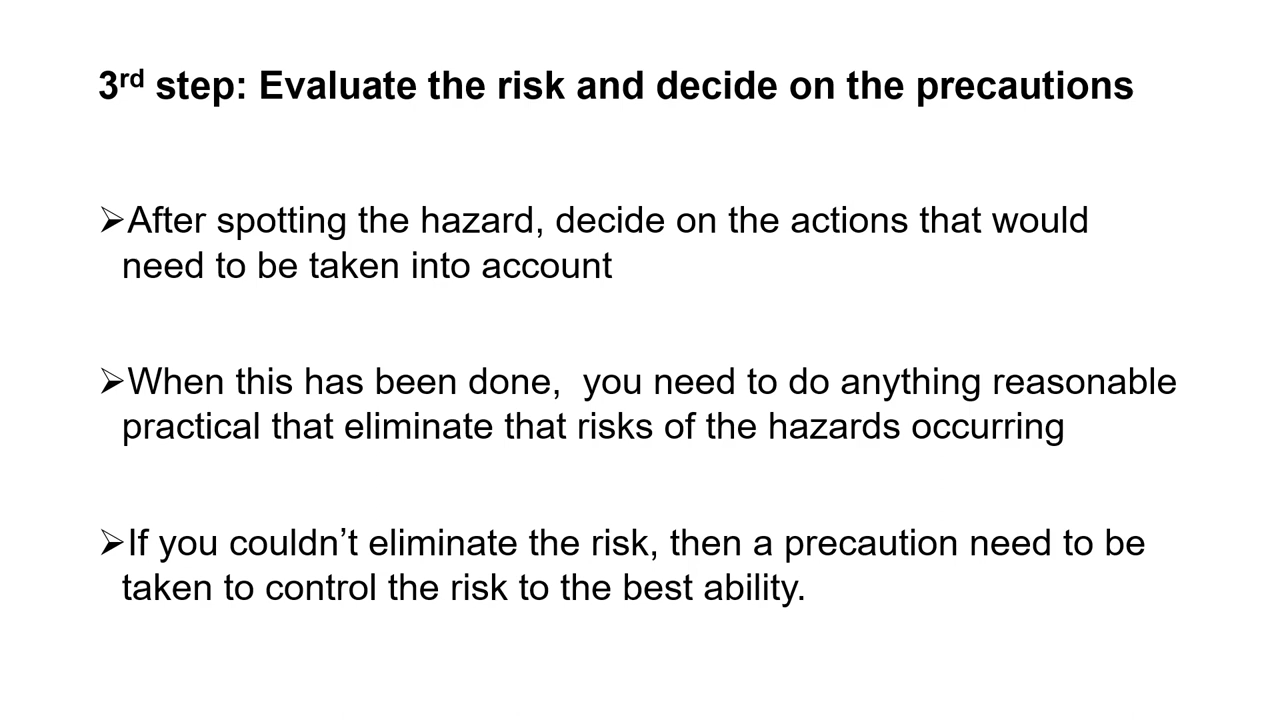 3rd step: Evaluate the risk and decide on the precautions
➢After spotting the hazard, decide on the actions that would
need to be taken into account
➢When this has been done,  you need to do anything reasonable
practical that eliminate that risks of the hazards occurring
➢If you couldn’t eliminate the risk, then a precaution need to be
taken to control the risk to the best ability.